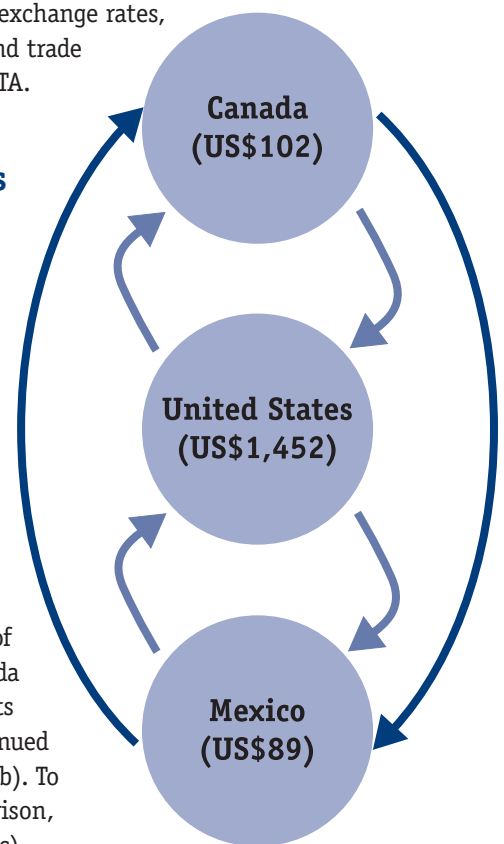 exchange rates,
nd trade
TA.
s
Canada
(US$102)
United States
(US$1,452)
of
da
ts
nued
b). To
ison,
Mexico
(US$89)